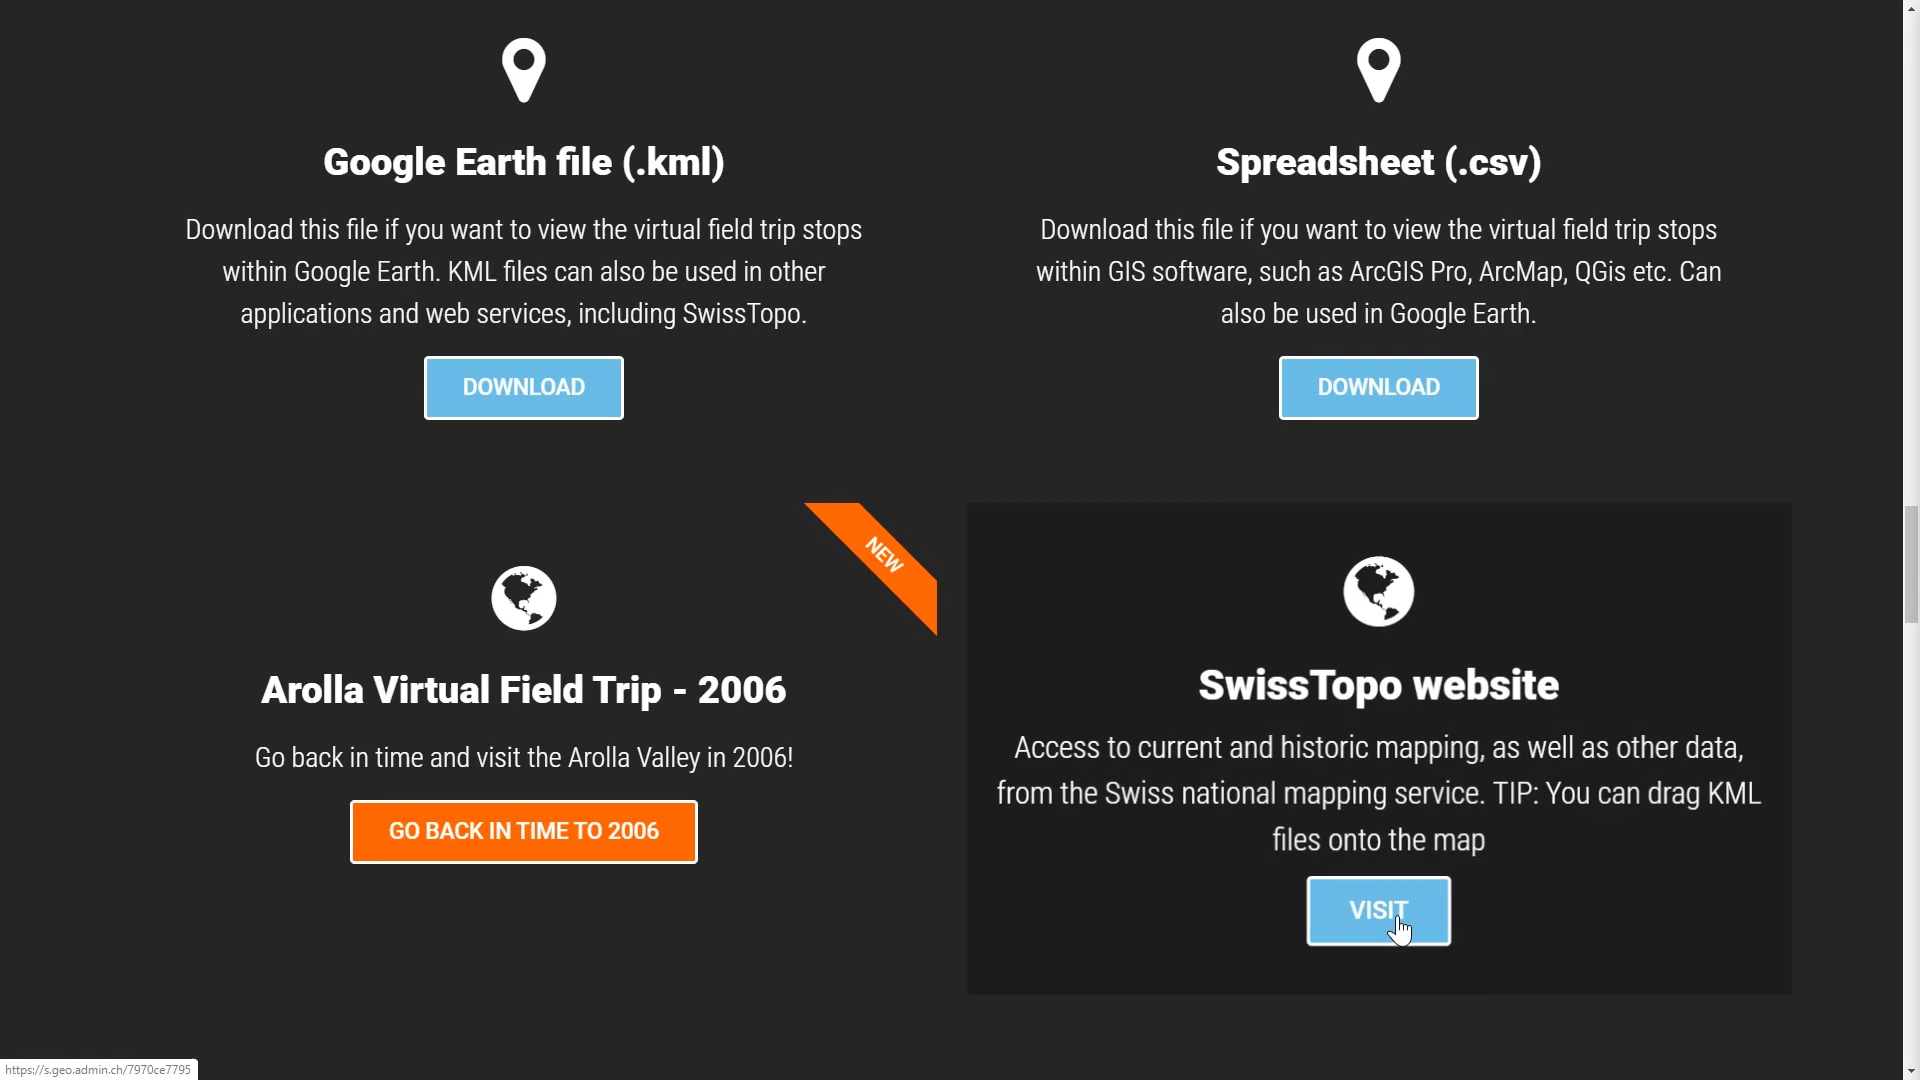 Google Earth file (.kml)
Download this file if you want to view the virtual field trip stops
within Google Earth. KML files can also be used in other
applications and web services, including SwissTopo.
DOWNLOAD
Spreadsheet (.csv)
Download this file if you want to view the virtual field trip stops
within GIS software, such as ArcGIS Pro, ArcMap, QGis etc. Can
also be used in Google Earth.
DOWNLOAD
NEW
Arolla Virtual Field Trip - 2006
Go back in time and visit the Arolla Valley in 2006!
GO BACK IN TIME TO 2006
SwissTopo website
Access to current and historic mapping, as well as other data,
from the Swiss national mapping service. TIP: You can drag KML
files onto the map
VISIT
https://s.geo.admin.ch/7970ce7795